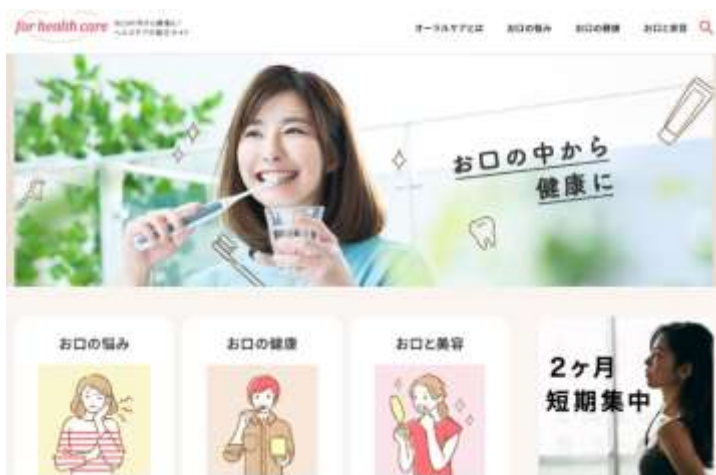 for health care
オーラルケアとは
お口の悩み
お口の健康
お口と美容
お口の中から
健康に
お口の悩み
お口の健康
お口と美容
2ヶ月
短期集中